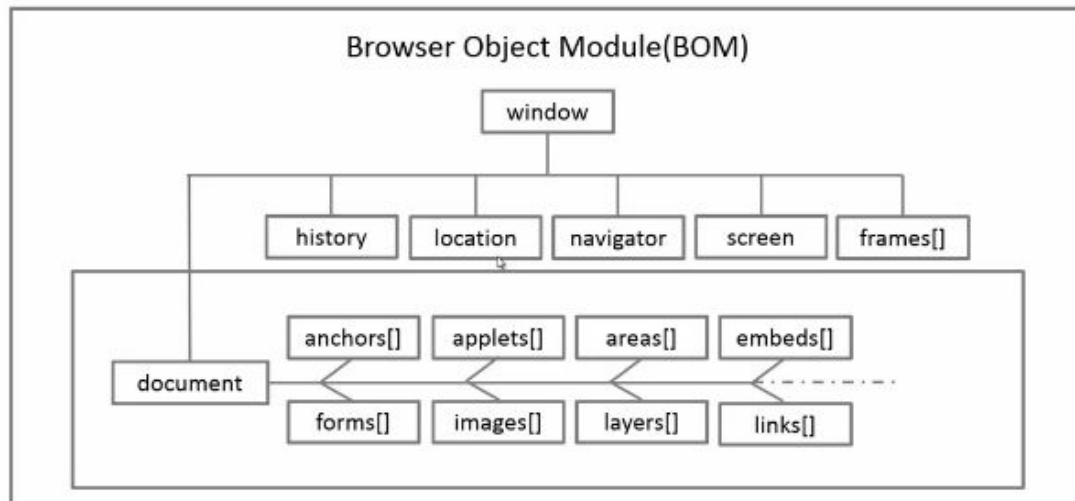 Browser Object Module(BOM)
window
history location navigator screen frames[]
anchors[] applets[] areas[] embeds[]
document
forms[] images[] layers[] links[]